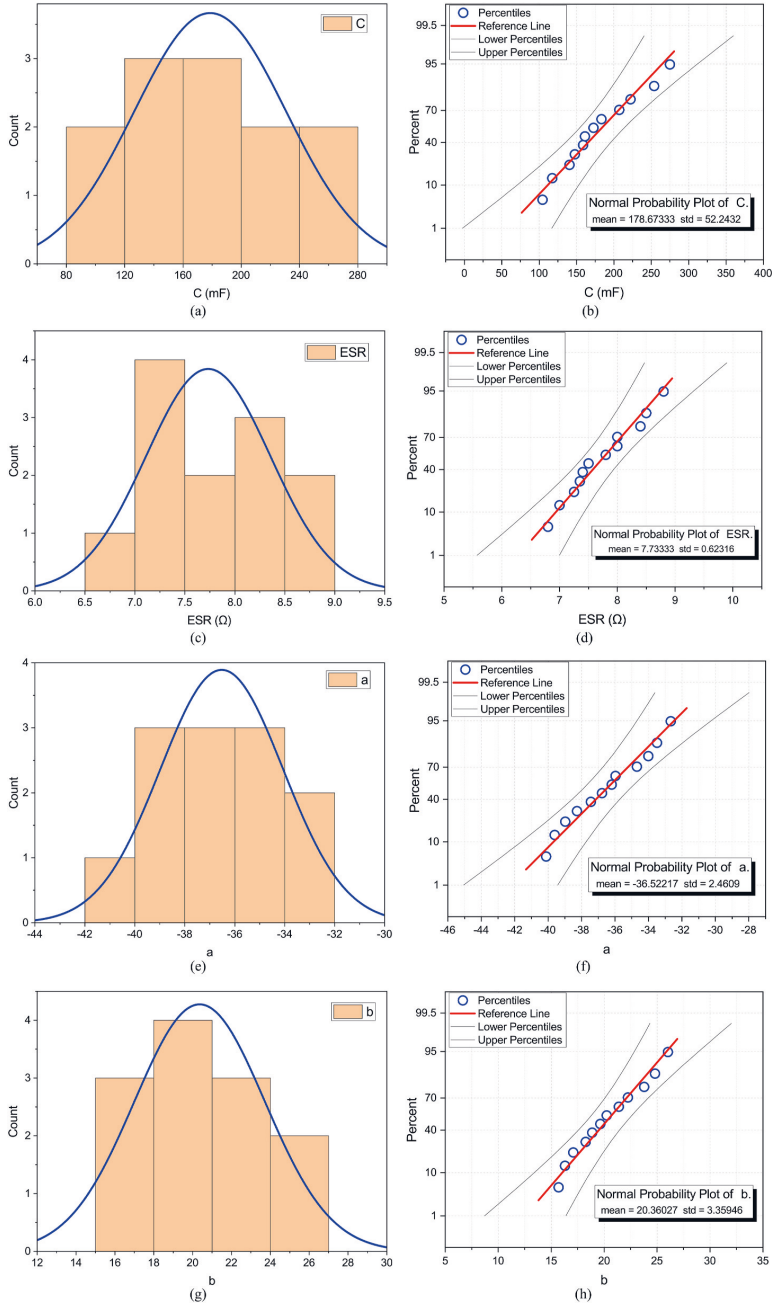 C
Count
3
2
1
0
80 120 160 200 240 280
C (mF)
(a)
Percentiles
Reference Line
Lower Percentiles
Upper Percentiles
Percent
99.5
95
70
40
10
1
Normal Probability Plot of C.
mean = 178.67333 std = 52.2432
0 50 100 150 200 250 300 350 400
C (mF)
(b)
ESR
Count
4
3
2
1
0
6.0 6.5 7.0 7.5 8.0 8.5 9.0 9.5
ESR (Ω)
(c)
Percentiles
Reference Line
Lower Percentiles
Upper Percentiles
Percent
99.5
95
70
40
10
1
Normal Probability Plot of ESR.
mean = 7.73333 std = 0.62316
5 6 7 8 9 10
ESR (Ω)
(d)
a
Count
4
3
2
1
0
-44 -42 -40 -38 -36 -34 -32 -30
a
(e)
Percentiles
Reference Line
Lower Percentiles
Upper Percentiles
Percent
99.5
95
70
40
10
1
Normal Probability Plot of a.
mean = -36.52217 std = 2.4609
-46 -44 -42 -40 -38 -36 -34 -32 -30 -28
a
(f)
b
Count
4
3
2
1
0
12 14 16 18 20 22 24 26 28 30
b
(g)
Percentiles
Reference Line
Lower Percentiles
Upper Percentiles
Percent
99.5
95
70
40
10
1
Normal Probability Plot of b.
mean = 20.36027 std = 3.35946
10 15 20 25 30 35
b
(h)